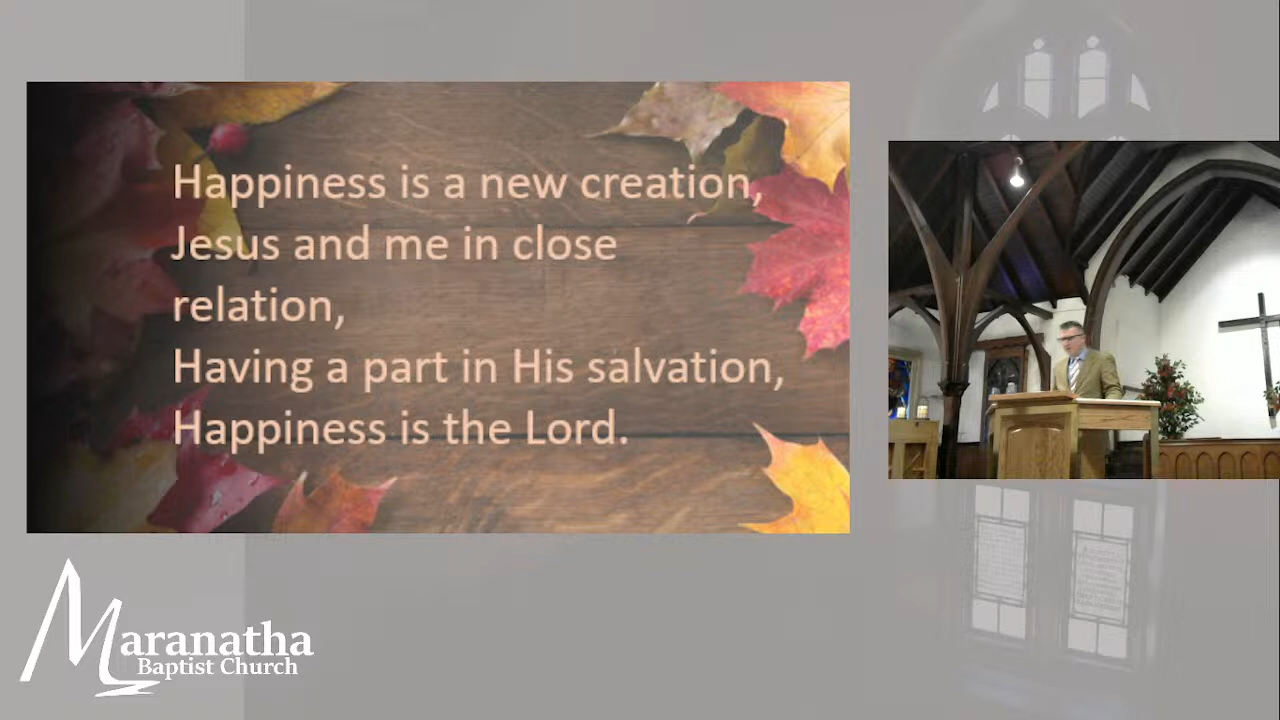 Happiness is a new creation,
Jesus and me in close
relation,
Having a part in His salvation,
Happiness is the Lord.
Maranatha
Baptist Church